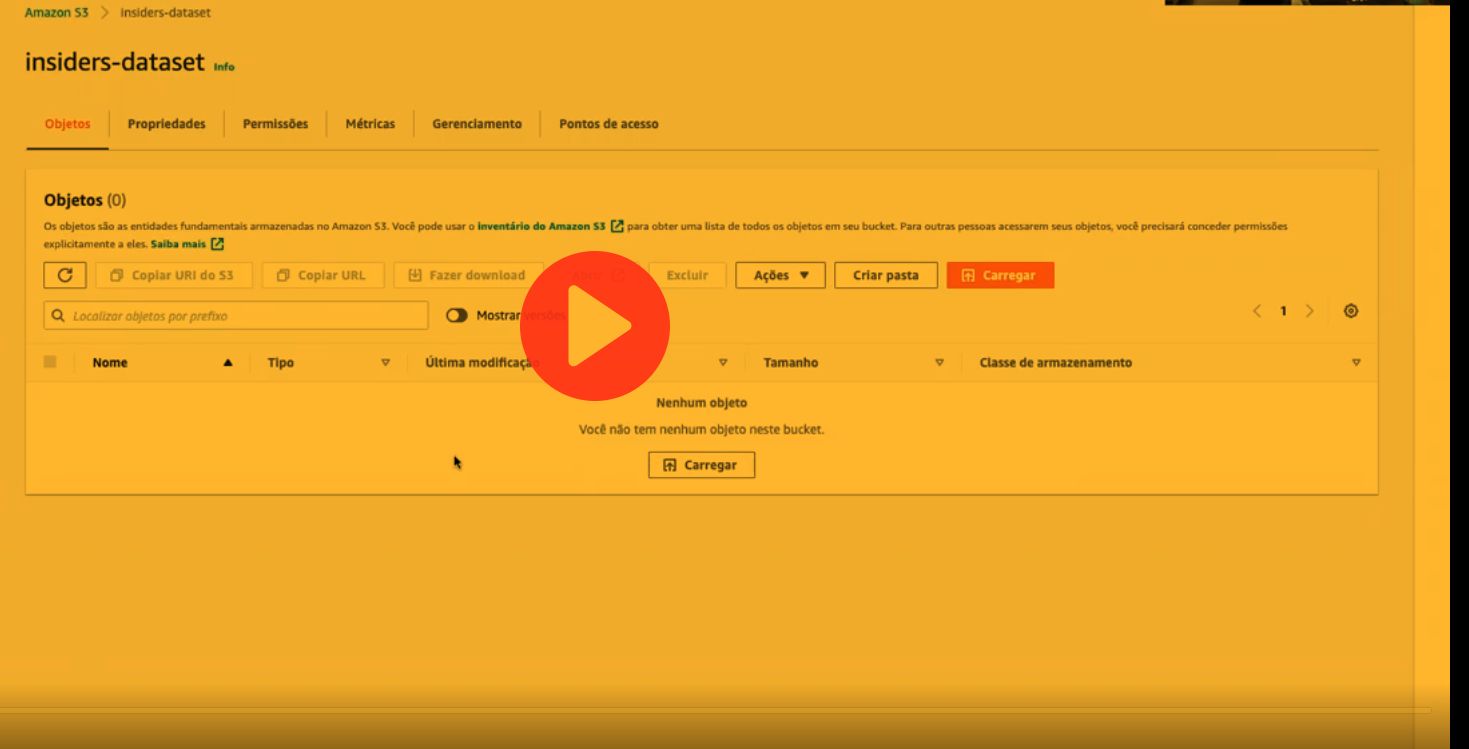 Amazon S3 > insiders-dataset
insiders-dataset Info
Objetos Propriedades Permissões Métricas Gerenciamento Pontos de acesso
Objetos (0)
Os objetos são as entidades fundamentais armazenadas no Amazon S3. Você pode usar o inventário do Amazon S3 para obter uma lista de todos os objetos em seu bucket. Para outras pessoas acessarem seus objetos, você precisará conceder permissões
explicitamente a eles. Saiba mais
Copiar URI do S3 Copiar URL Fazer download Abrir Excluir Ações Criar pasta Carregar
Localizar objetos por prefixo Mostrar versões 1
Nome Tipo Última modificação Tamanho Classe de armazenamento
Nenhum objeto
Você não tem nenhum objeto neste bucket.
Carregar